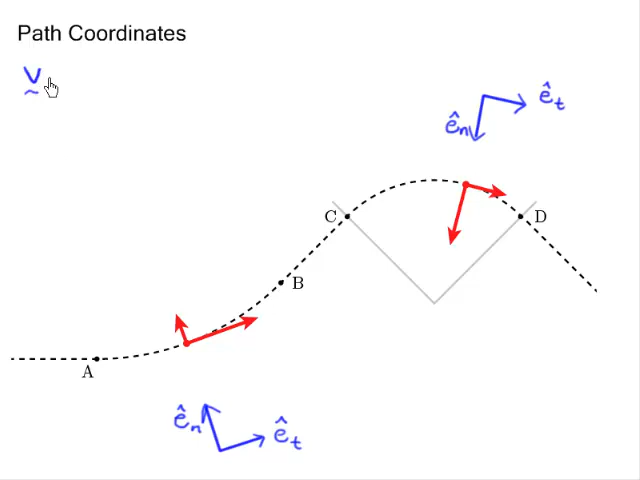 Path Coordinates
v
ê_t
ê_n
C
D
B
A
ê_n
ê_t